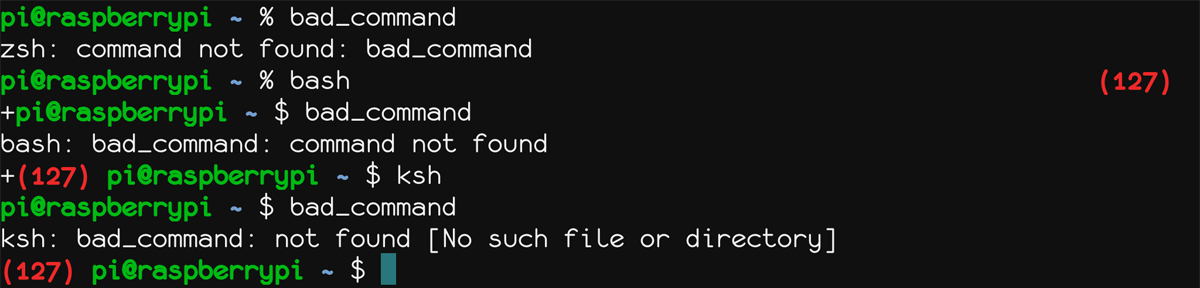 pi@raspberrypi ~ % bad_command
zsh: command not found: bad_command
pi@raspberrypi ~ % bash (127)
+pi@raspberrypi ~ $ bad_command
bash: bad_command: command not found
+(127) pi@raspberrypi ~ $ ksh
pi@raspberrypi ~ $ bad_command
ksh: bad_command: not found [No such file or directory]
(127) pi@raspberrypi ~ $